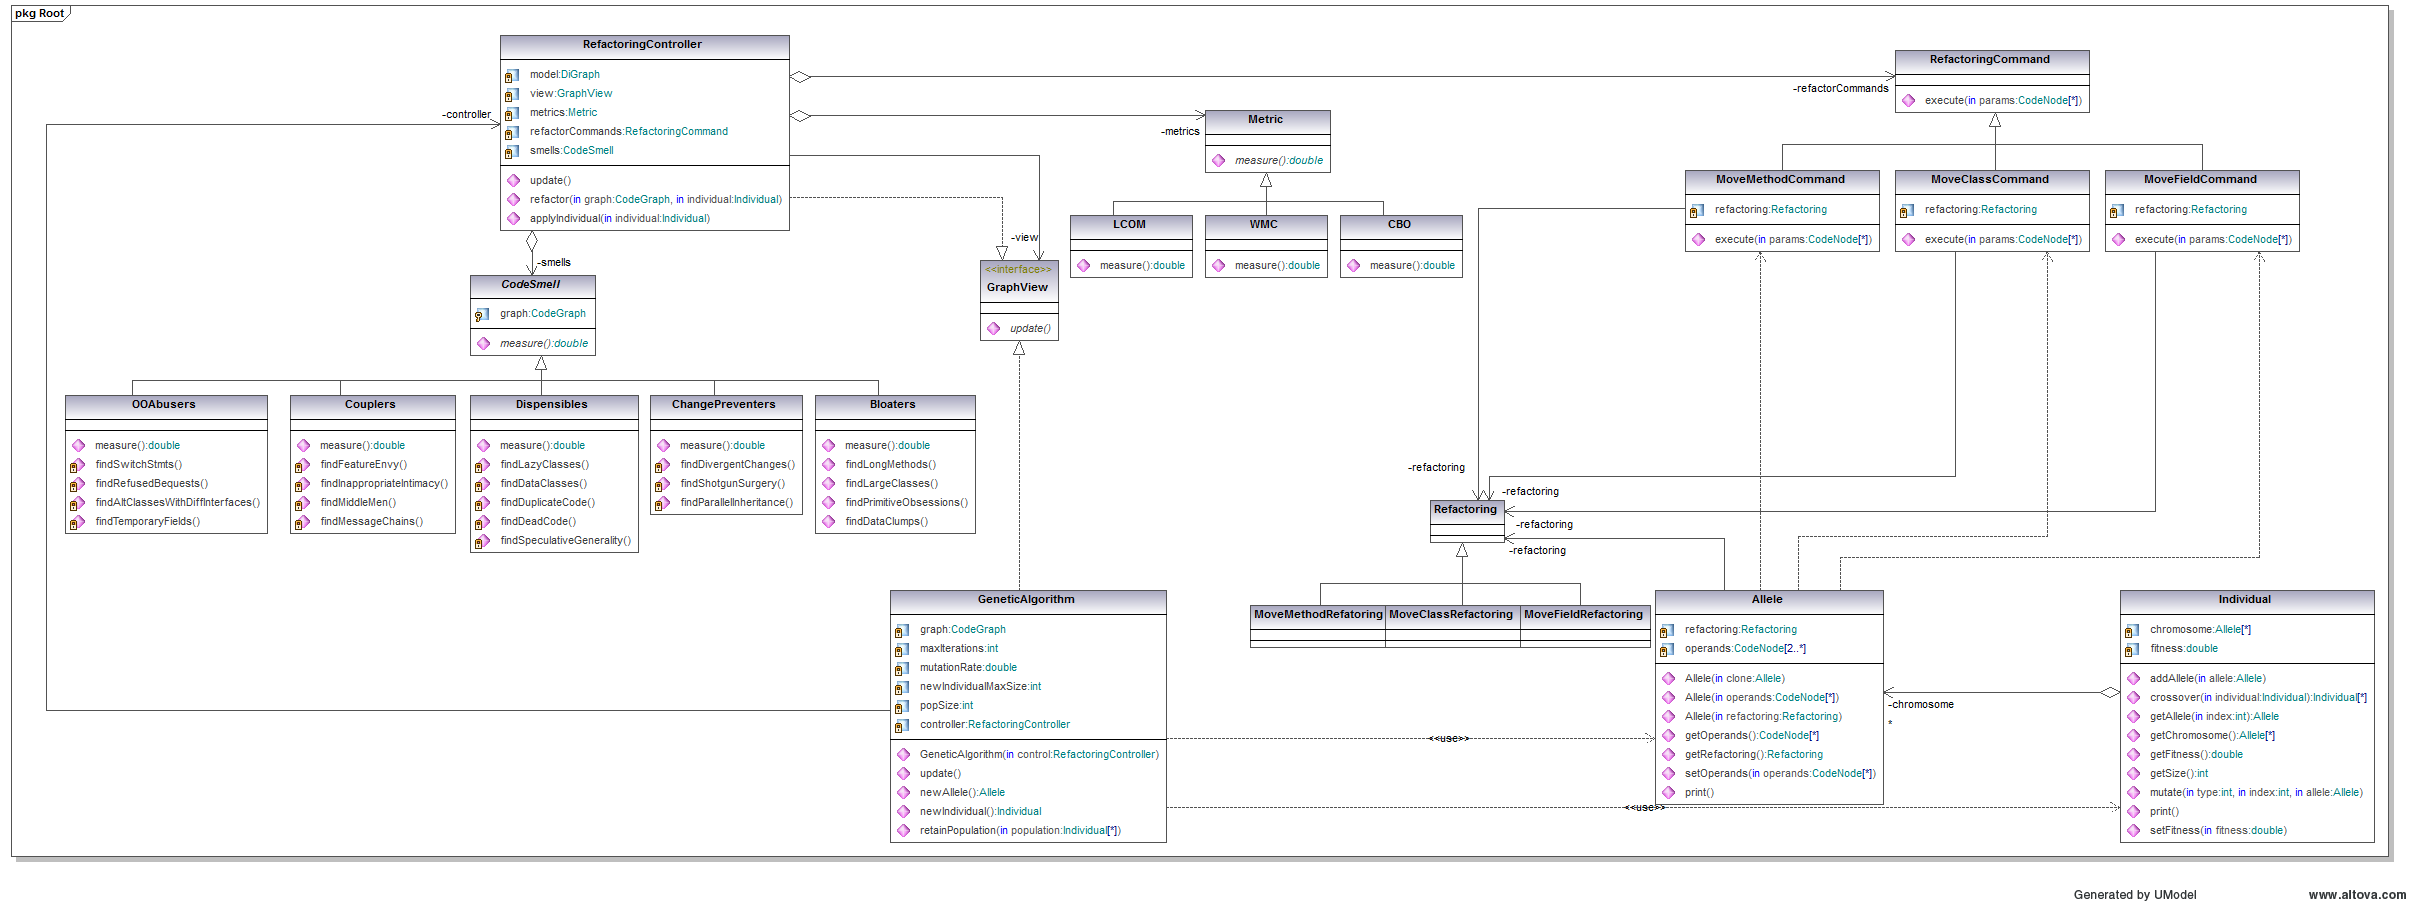 pkg Root
RefactoringController
model:DiGraph
view:GraphView
metrics:Metric
refactorCommands:RefactoringCommand
smells:CodeSmell
update()
refactor(in graph:CodeGraph, in individual:Individual)
applyIndividual(in individual:Individual)
-controller
-refactorCommands
-metrics
-view
-smells
RefactoringCommand
execute(in params:CodeNode[*])
Metric
measure():double
LCOM
measure():double
WMC
measure():double
CBO
measure():double
MoveMethodCommand
refactoring:Refactoring
execute(in params:CodeNode[*])
MoveClassCommand
refactoring:Refactoring
execute(in params:CodeNode[*])
MoveFieldCommand
refactoring:Refactoring
execute(in params:CodeNode[*])
<<interface>>
GraphView
update()
CodeSmell
graph:CodeGraph
measure():double
OOAbusers
measure():double
findSwitchStmts()
findRefusedBequests()
findAltClassesWithDiffInterfaces()
findTemporaryFields()
Couplers
measure():double
findFeatureEnvy()
findInappropriateIntimacy()
findMiddleMen()
findMessageChains()
Dispensibles
measure():double
findLazyClasses()
findDataClasses()
findDuplicateCode()
findDeadCode()
findSpeculativeGenerality()
ChangePreventers
measure():double
findDivergentChanges()
findShotgunSurgery()
findParallelInheritance()
Bloaters
measure():double
findLongMethods()
findLargeClasses()
findPrimitiveObsessions()
findDataClumps()
-refactoring
-refactoring
-refactoring
-refactoring
Refactoring
MoveMethodRefatoring
MoveClassRefactoring
MoveFieldRefactoring
GeneticAlgorithm
graph:CodeGraph
maxIterations:int
mutationRate:double
newIndividualMaxSize:int
popSize:int
controller:RefactoringController
GeneticAlgorithm(in control:RefactoringController)
update()
newAllele():Allele
newIndividual():Individual
retainPopulation(in population:Individual[*])
<<use>>
<<use>>
Allele
refactoring:Refactoring
operands:CodeNode[2..*]
Allele(in clone:Allele)
Allele(in operands:CodeNode[*])
Allele(in refactoring:Refactoring)
getOperands():CodeNode[*]
getRefactoring():Refactoring
setOperands(in operands:CodeNode[*])
print()
-chromosome
*
Individual
chromosome:Allele[*]
fitness:double
addAllele(in allele:Allele)
crossover(in individual:Individual):Individual[*]
getAllele(in index:int):Allele
getChromosome():Allele[*]
getFitness():double
getSize():int
mutate(in type:int, in index:int, in allele:Allele)
print()
setFitness(in fitness:double)
Generated by UModel
www.altova.com